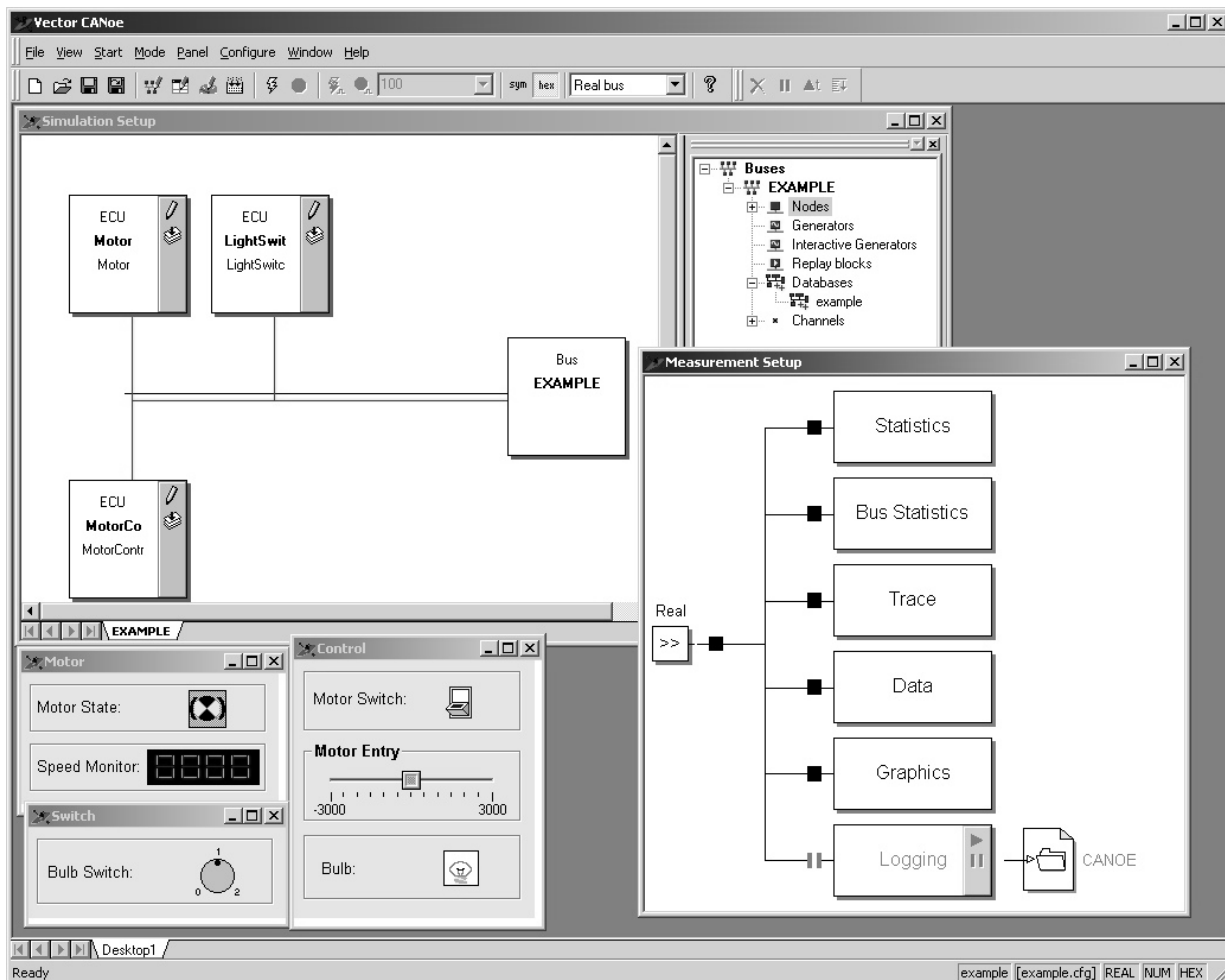 Vector CANoe
File View Start Mode Panel Configure Window Help
100 sym hex Real bus
Simulation Setup
ECU
Motor
Motor
ECU
LightSwit
LightSwitc
Bus
EXAMPLE
ECU
MotorCo
MotorContr
EXAMPLE
Buses
EXAMPLE
Nodes
Generators
Interactive Generators
Replay blocks
Databases
example
Channels
Measurement Setup
Statistics
Bus Statistics
Trace
Real
>>
Data
Graphics
Logging
CANOE
Motor
Motor State:
Speed Monitor:
Switch
Bulb Switch:
0 1 2
Control
Motor Switch:
Motor Entry
-3000 3000
Bulb:
Desktop1
Ready
example [example.cfg] REAL NUM HEX